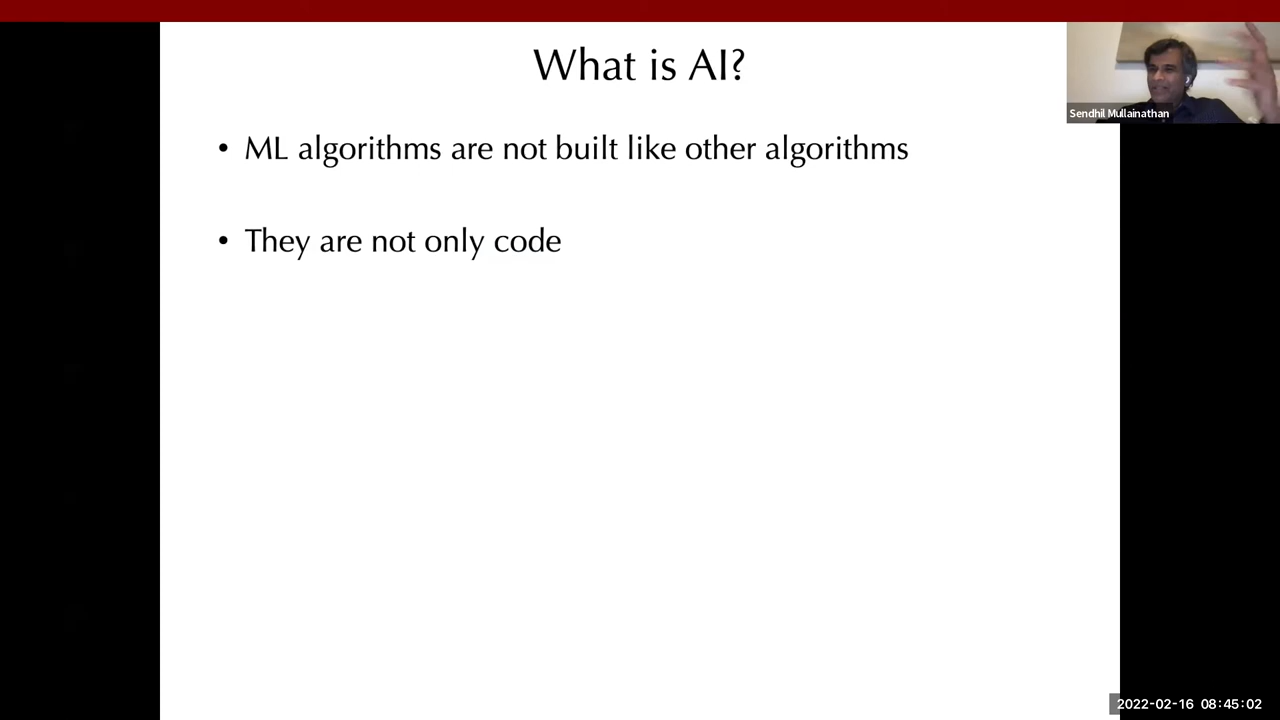 What is AI?
Sendhil Mullainathan
• ML algorithms are not built like other algorithms
• They are not only code
2022-02-16 08:45:02